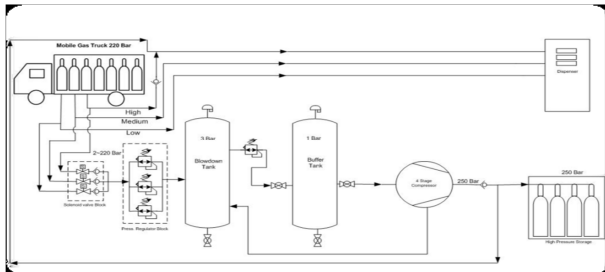 Mobile Gas Truck 220 Bar
Dispenser
High
Medium
Low
2~220 Bar
3 Bar
Blowdown
Tank
1 Bar
Buffer
Tank
4 Stage
Compressor
250 Bar
250 Bar
Solenoid valve Block
Press. Regulator Block
High Pressure Storage